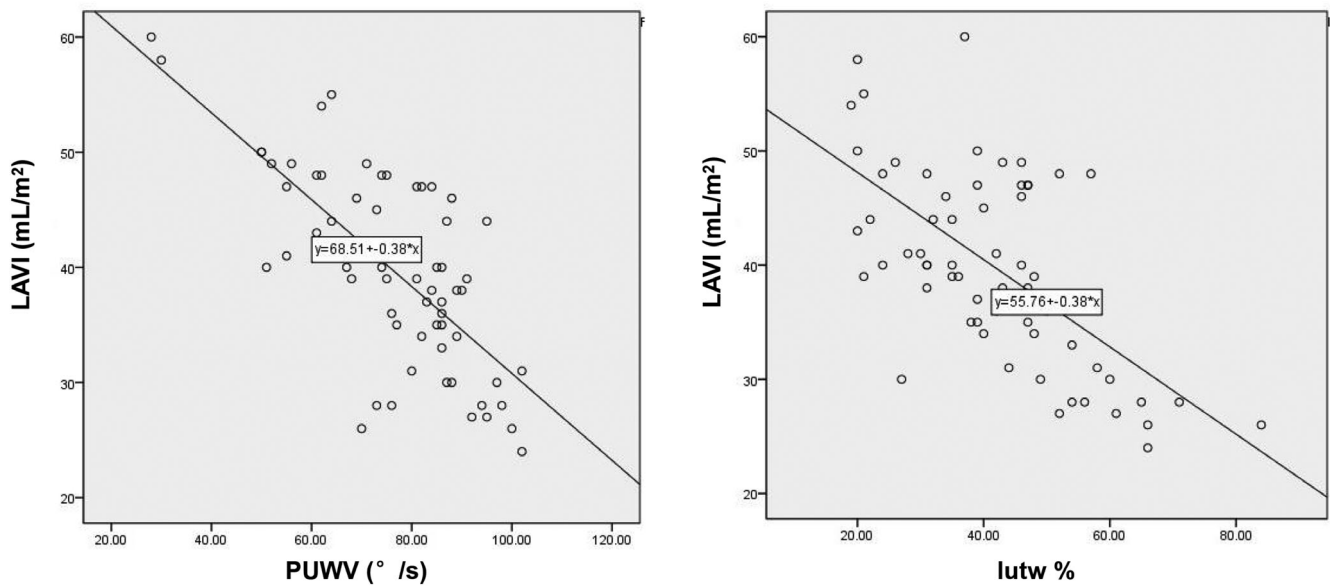 60
50
40
30
20
LAVI (mL/m²)
y=68.51+-0.38*x
20.00 40.00 60.00 80.00 100.00 120.00
PUWV (° /s)
60
50
40
30
20
LAVI (mL/m²)
y=55.76+-0.38*x
20.00 40.00 60.00 80.00
lutw %